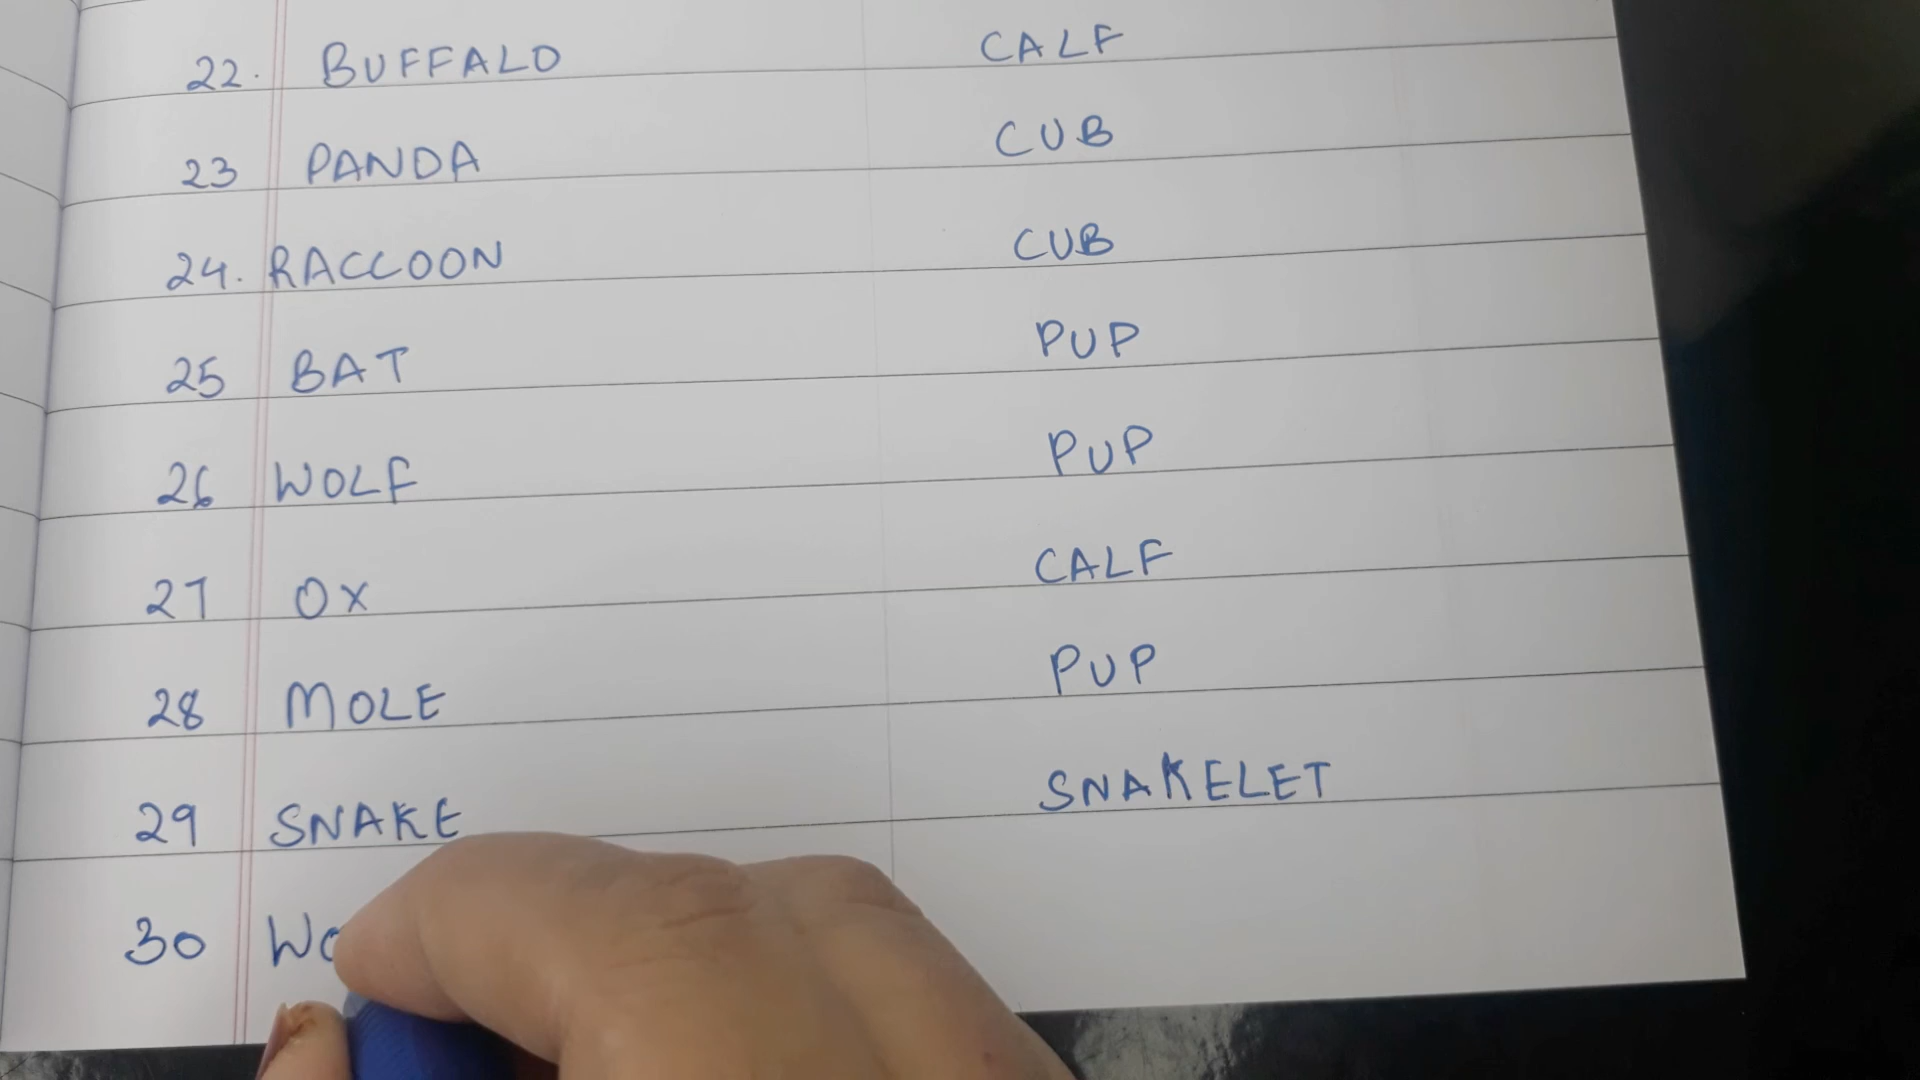 22. BUFFALO CALF
23 PANDA CUB
24. RACCOON CUB
25 BAT PUP
26 WOLF PUP
27 OX CALF
28 MOLE PUP
29 SNAKE SNAKELET
30